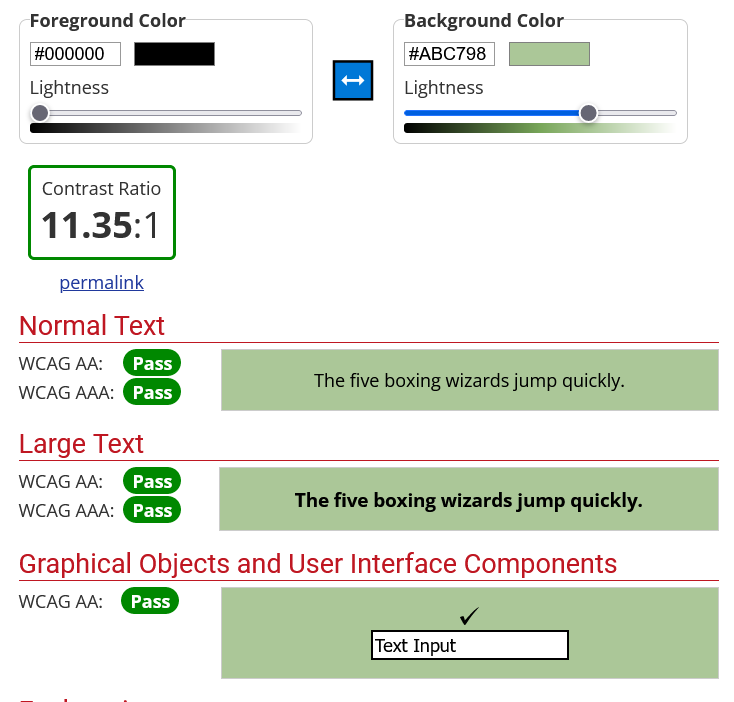 Foreground Color
#000000
Lightness
Background Color
#ABC798
Lightness
Contrast Ratio
11.35:1
permalink
Normal Text
WCAG AA: Pass
WCAG AAA: Pass
The five boxing wizards jump quickly.
Large Text
WCAG AA: Pass
WCAG AAA: Pass
The five boxing wizards jump quickly.
Graphical Objects and User Interface Components
WCAG AA: Pass
✓
Text Input